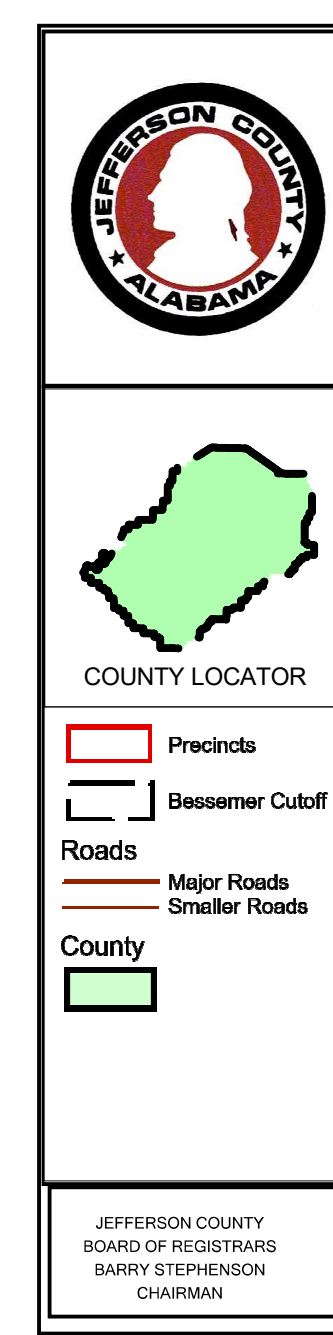 JEFFERSON COUNTY
★ ALABAMA ★
COUNTY LOCATOR
Precincts
Bessemer Cutoff
Roads
Major Roads
Smaller Roads
County
JEFFERSON COUNTY
BOARD OF REGISTRARS
BARRY STEPHENSON
CHAIRMAN